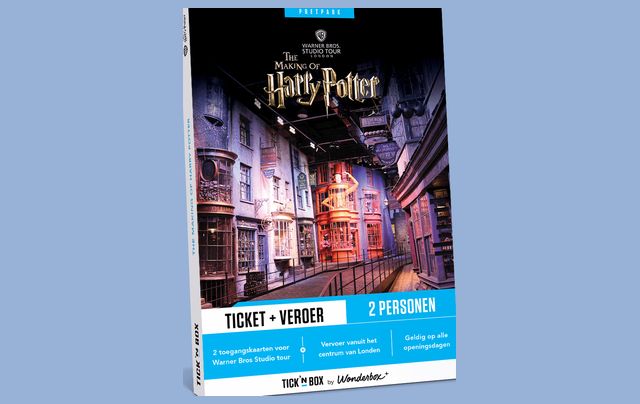 PRETPARK
WARNER BROS.
STUDIO TOUR
LONDON
THE
MAKING OF
Harry Potter
THE MAKING OF HARRY POTTER
TICK'N BOX
TICKET + VEROER
2 PERSONEN
2 toegangskaarten voor
Warner Bros Studio tour
+
Vervoer vanuit het
centrum van Londen
Geldig op alle
openingsdagen
TICK'N BOX by Wonderbox+